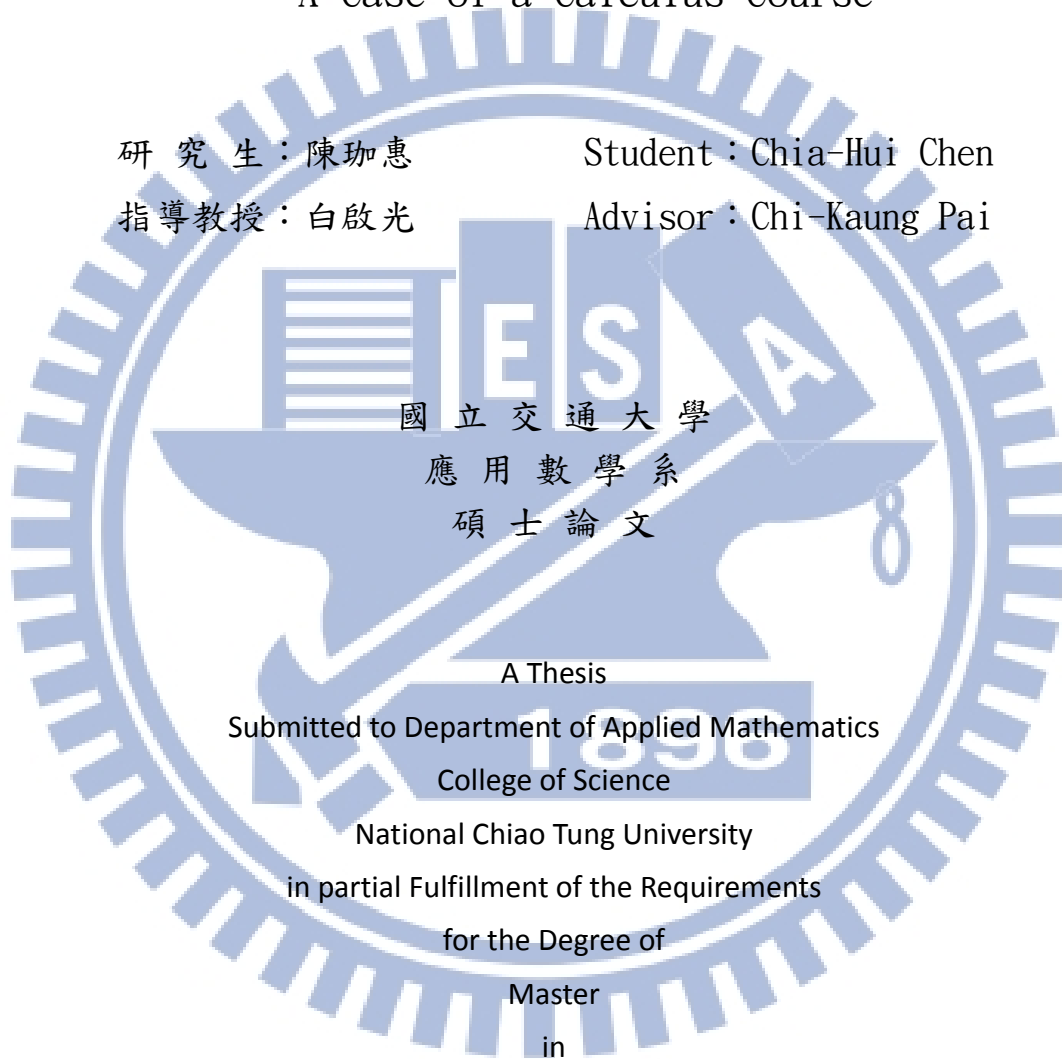 A Case of a Calculus Course
研 究 生：陳珈惠 Student：Chia-Hui Chen
指導教授：白啟光 Advisor：Chi-Kaung Pai
E S A
國 立 交 通 大 學
應 用 數 學 系
碩 士 論 文
8
A Thesis
Submitted to Department of Applied Mathematics
1896
College of Science
National Chiao Tung University
in partial Fulfillment of the Requirements
for the Degree of
Master
in